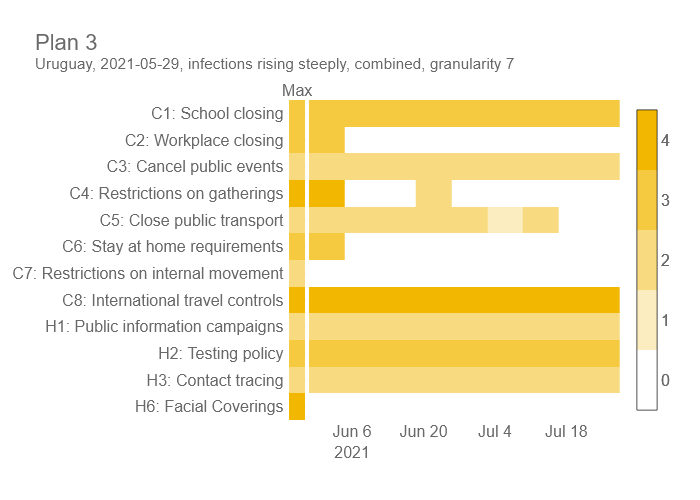 Plan 3
Uruguay, 2021-05-29, infections rising steeply, combined, granularity 7
Max
C1: School closing
C2: Workplace closing
C3: Cancel public events
C4: Restrictions on gatherings
C5: Close public transport
C6: Stay at home requirements
C7: Restrictions on internal movement
C8: International travel controls
H1: Public information campaigns
H2: Testing policy
H3: Contact tracing
H6: Facial Coverings
Jun 6 Jun 20 Jul 4 Jul 18
2021
4
3
2
1
0